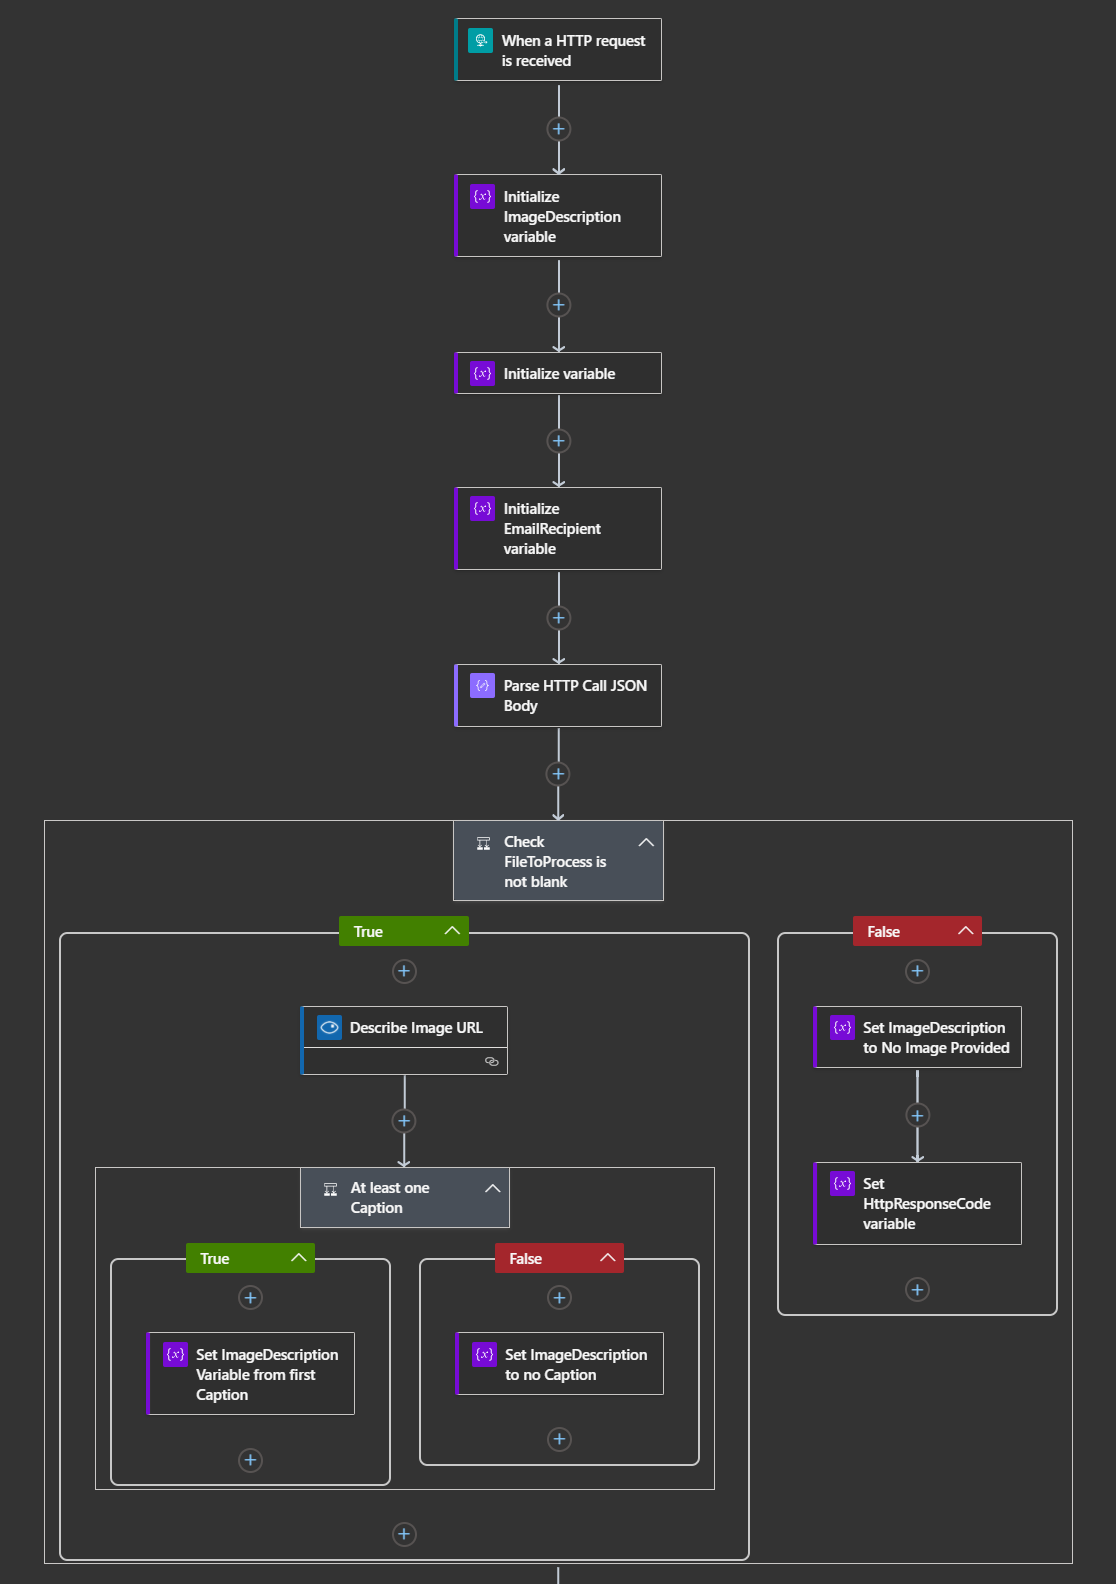 When a HTTP request
is received
{x}
Initialize
ImageDescription
variable
{x}
Initialize variable
{x}
Initialize
EmailRecipient
variable
Parse HTTP Call JSON
Body
Check
FileToProcess is
not blank
True
False
Describe Image URL
{x}
Set ImageDescription
to No Image Provided
At least one
Caption
{x}
Set
HttpResponseCode
variable
True
False
{x}
Set ImageDescription
Variable from first
Caption
{x}
Set ImageDescription
to no Caption